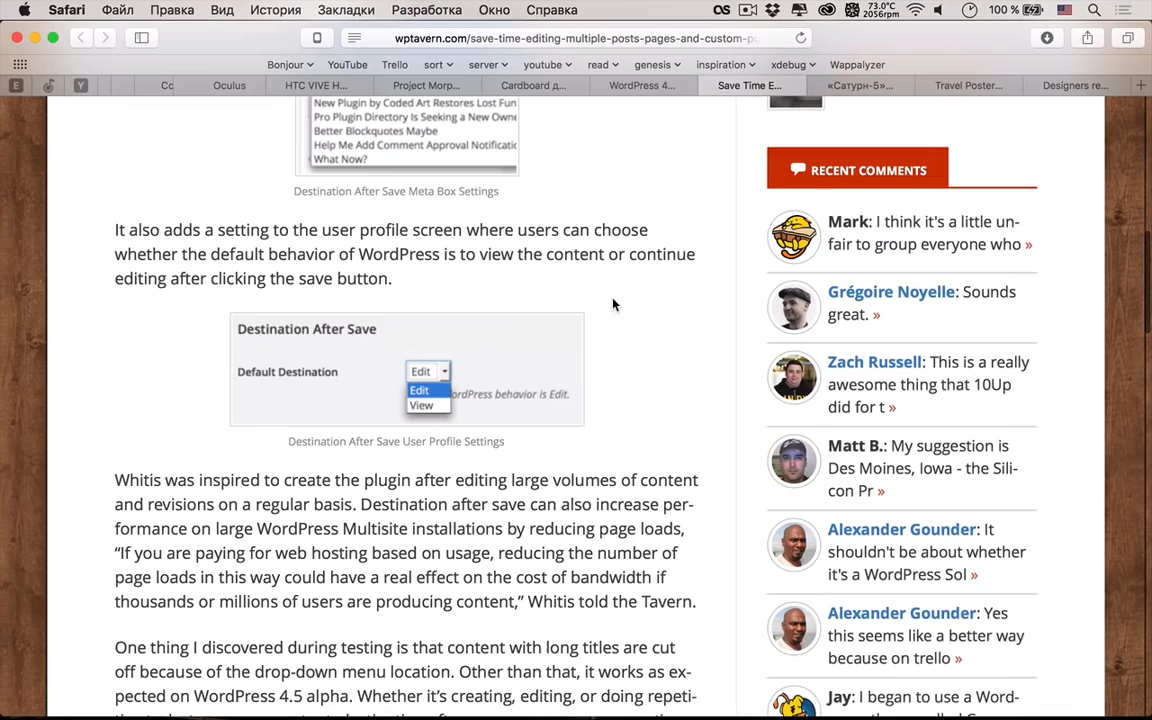 Safari Файл Правка Вид История Закладки Разработка Окно Справка 73.0°C 2056rpm 100 %
wptavern.com/save-time-editing-multiple-posts-pages-and-custom-p
Bonjour YouTube Trello sort server youtube read genesis inspiration xdebug Wappalyzer
E Y Cc Oculus HTC VIVE H... Project Morp... Cardboard д... WordPress 4... Save Time E... «Сатурн-5»... Travel Poster... Designers re...
New Plugin by Coded Art Restores Lost Fun
Pro Plugin Directory Is Seeking a New Owne
Better Blockquotes Maybe
Help Me Add Comment Approval Notificatio
What Now?
Destination After Save Meta Box Settings
It also adds a setting to the user profile screen where users can choose
whether the default behavior of WordPress is to view the content or continue
editing after clicking the save button.
Destination After Save
Default Destination Edit
Edit
ordPress behavior is Edit.
View
Destination After Save User Profile Settings
Whitis was inspired to create the plugin after editing large volumes of content
and revisions on a regular basis. Destination after save can also increase per-
formance on large WordPress Multisite installations by reducing page loads,
“If you are paying for web hosting based on usage, reducing the number of
page loads in this way could have a real effect on the cost of bandwidth if
thousands or millions of users are producing content,” Whitis told the Tavern.
One thing I discovered during testing is that content with long titles are cut
off because of the drop-down menu location. Other than that, it works as ex-
pected on WordPress 4.5 alpha. Whether it’s creating, editing, or doing repeti-
RECENT COMMENTS
Mark: I think it's a little un-
fair to group everyone who »
Grégoire Noyelle: Sounds
great. »
Zach Russell: This is a really
awesome thing that 10Up
did for t »
Matt B.: My suggestion is
Des Moines, Iowa - the Sili-
con Pr »
Alexander Gounder: It
shouldn't be about whether
it's a WordPress Sol »
Alexander Gounder: Yes
this seems like a better way
because on trello »
Jay: I began to use a Word-